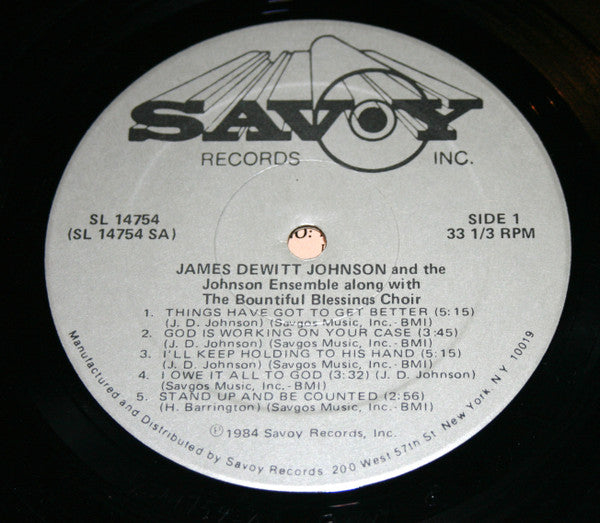 SAVOY
RECORDS INC.
SL 14754
(SL 14754 SA)
SIDE 1
33 1/3 RPM
JAMES DEWITT JOHNSON and the
Johnson Ensemble along with
The Bountiful Blessings Choir
1. THINGS HAVE GOT TO GET BETTER (5:15)
(J. D. Johnson) (Savgos Music, Inc.-BMI)
2. GOD IS WORKING ON YOUR CASE (3:45)
(J. D. Johnson) (Savgos Music, Inc.-BMI)
3. I'LL KEEP HOLDING TO HIS HAND (5:15)
(J. D. Johnson) (Savgos Music, Inc.-BMI)
4. I OWE IT ALL TO GOD (3:32) (J. D. Johnson)
(Savgos Music, Inc.-BMI)
5. STAND UP AND BE COUNTED (2:56)
(H. Barrington) (Savgos Music, Inc.-BMI)
℗1984 Savoy Records, Inc.
Manufactured and Distributed by Savoy Records. 200 West 57th St. New York, N Y 10019